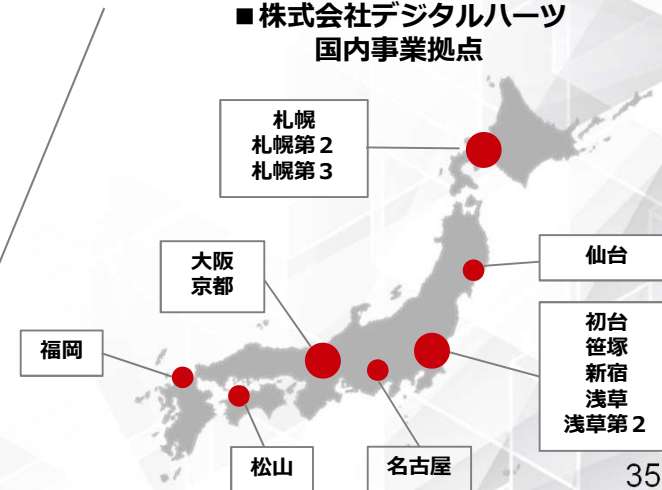 ■株式会社デジタルハーツ
国内事業拠点
札幌
札幌第２
札幌第３
大阪
京都
仙台
福岡
初台
笹塚
新宿
浅草
浅草第２
松山
名古屋
35